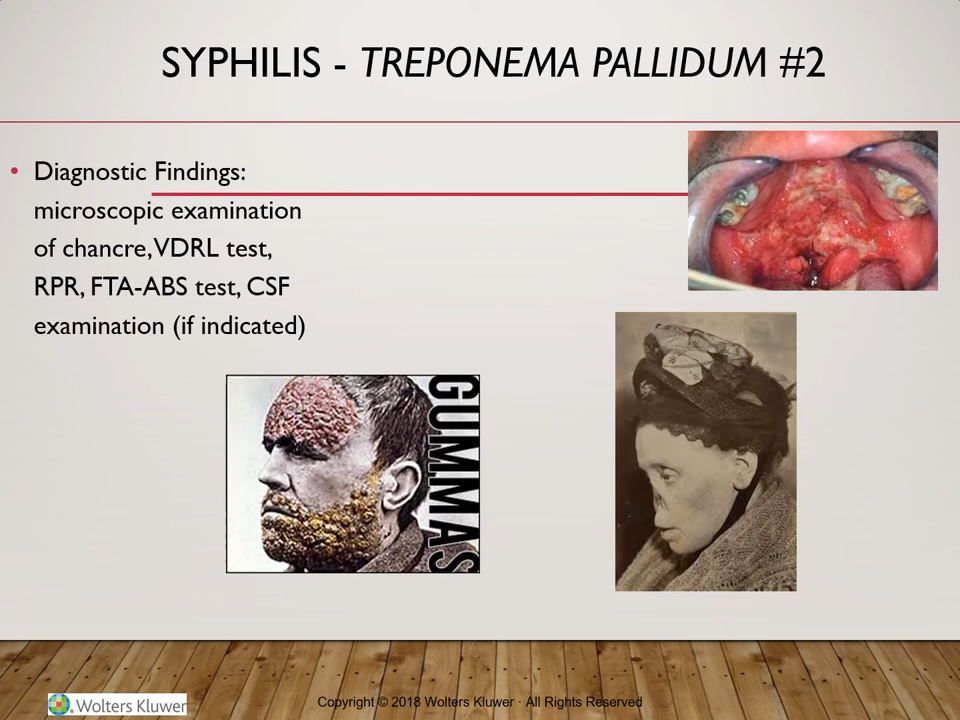 SYPHILIS - TREPONEMA PALLIDUM #2
• Diagnostic Findings:
microscopic examination
of chancre, VDRL test,
RPR, FTA-ABS test, CSF
examination (if indicated)
GUMMAS
Wolters Kluwer
Copyright © 2018 Wolters Kluwer · All Rights Reserved